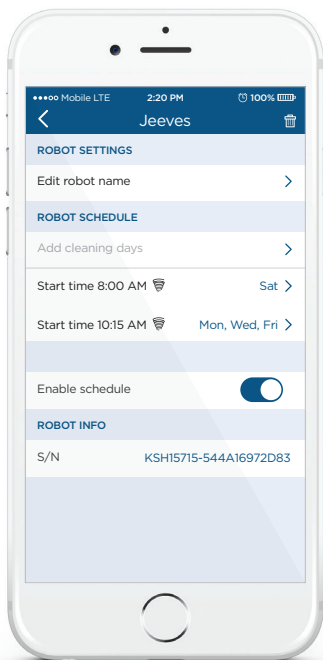 Mobile LTE 2:20 PM 100%
Jeeves
ROBOT SETTINGS
Edit robot name
ROBOT SCHEDULE
Add cleaning days
Start time 8:00 AM Sat
Start time 10:15 AM Mon, Wed, Fri
Enable schedule
ROBOT INFO
S/N KSH15715-544A16972D83